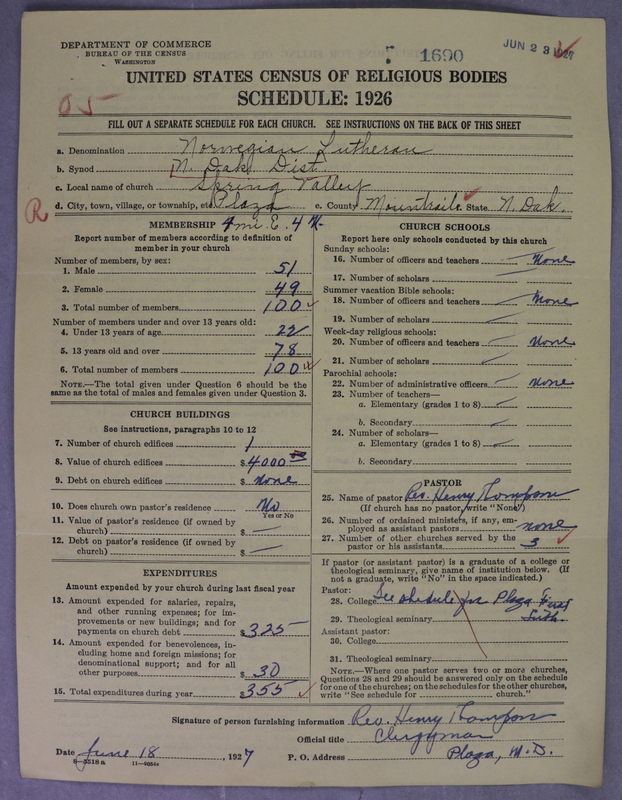 DEPARTMENT OF COMMERCE
BUREAU OF THE CENSUS
WASHINGTON
1690
JUN 23 1927
UNITED STATES CENSUS OF RELIGIOUS BODIES
SCHEDULE: 1926
05
FILL OUT A SEPARATE SCHEDULE FOR EACH CHURCH. SEE INSTRUCTIONS ON THE BACK OF THIS SHEET
a. Denomination Norwegian Lutheran
b. Synod N. Dak. Dist.
c. Local name of church Spring Valley
d. City, town, village, or township, etc. Plaza e. County Mountraile State N. Dak.
R
MEMBERSHIP 4 mi. E. 4 N.
Report number of members according to definition of
member in your church
Number of members, by sex:
1. Male 51
2. Female 49
3. Total number of members 100
Number of members under and over 13 years old:
4. Under 13 years of age 22
5. 13 years old and over 78
6. Total number of members 100
NOTE.—The total given under Question 6 should be
same as the total of males and females given under Question 3.
CHURCH BUILDINGS
See instructions, paragraphs 10 to 12
7. Number of church edifices 1
8. Value of church edifices $4000
9. Debt on church edifices $ none
10. Does church own pastor's residence No
Yes or No
11. Value of pastor's residence (if owned by
church) $ —
12. Debt on pastor's residence (if owned by
church) $ —
EXPENDITURES
Amount expended by your church during last fiscal year
13. Amount expended for salaries, repairs,
and other running expenses; for im-
provements or new buildings; and for
payments on church debt $325
14. Amount expended for benevolences, in-
cluding home and foreign missions; for
denominational support; and for all
other purposes $30
15. Total expenditures during year $355
CHURCH SCHOOLS
Report here only schools conducted by this church
Sunday schools:
16. Number of officers and teachers — None
17. Number of scholars —
Summer vacation Bible schools:
18. Number of officers and teachers — None
19. Number of scholars —
Week-day religious schools:
20. Number of officers and teachers — None
21. Number of scholars —
Parochial schools:
22. Number of administrative officers — none
23. Number of teachers—
a. Elementary (grades 1 to 8) —
b. Secondary —
24. Number of scholars—
a. Elementary (grades 1 to 8) —
b. Secondary
PASTOR
25. Name of pastor Rev. Henry Thompson
(If church has no pastor, write "None")
26. Number of ordained ministers, if any, em-
ployed as assistant pastors none
27. Number of other churches served by the
pastor or his assistants 3
If pastor (or assistant pastor) is a graduate of a college or
theological seminary, give name of institution below. (If
not a graduate, write "No" in the space indicated.)
Pastor:
28. College See schedule for Plaza First
29. Theological seminary Luth.
Assistant pastor:
30. College
31. Theological seminary
NOTE.—Where one pastor serves two or more churches,
Questions 28 and 29 should be answered only on the schedule
for one of the churches; on the schedules for the other churches,
write "See schedule for church."
Signature of person furnishing information Rev. Henry Thompson
Official title Clergyman
Date June 18, 1927 P. O. Address Plaza, N. D.
8—5518a 11—9054a